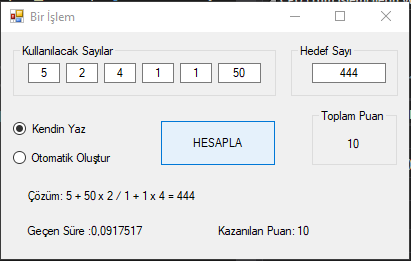 Bir İşlem
Kullanılacak Sayılar
Hedef Sayı
5 2 4 1 1 50
444
Toplam Puan
Kendin Yaz
HESAPLA
10
Otomatik Oluştur
Çözüm: 5 + 50 x 2 / 1 + 1 x 4 = 444
Geçen Süre :0,0917517
Kazanılan Puan: 10